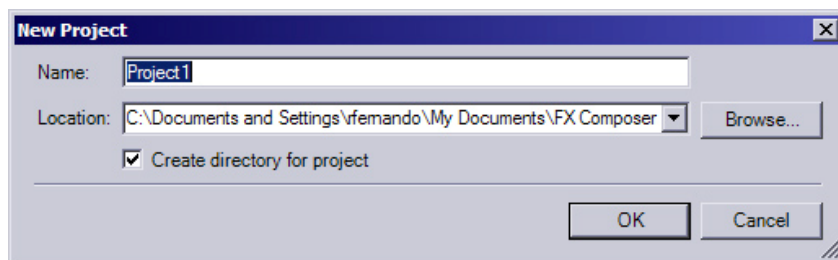 New Project
Name: Project1
Location: C:\Documents and Settings\rfernando\My Documents\FX Composer Browse...
Create directory for project
OK Cancel